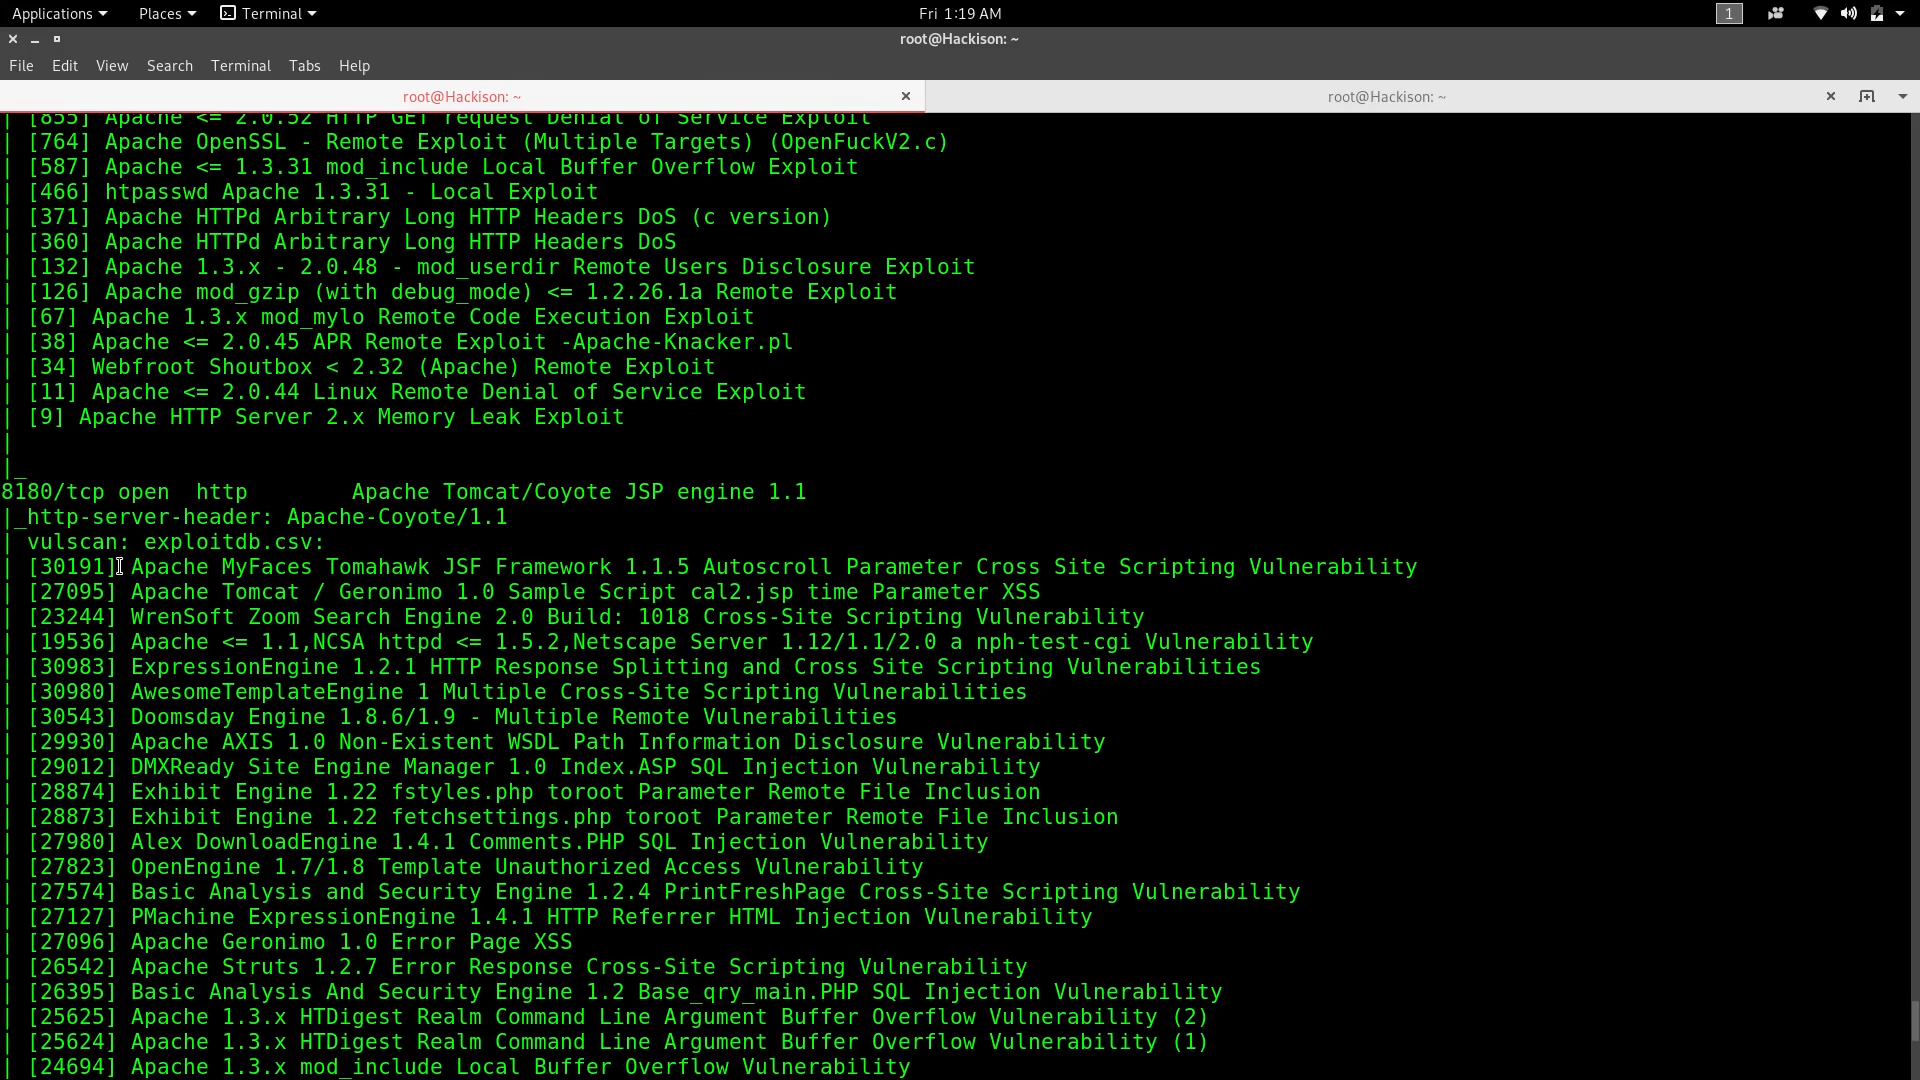 Applications Places Terminal Fri 1:19 AM 1
root@Hackison: ~
File Edit View Search Terminal Tabs Help
root@Hackison: ~ root@Hackison: ~
| [855] Apache <= 2.0.52 HTTP GET request Denial of Service Exploit
| [764] Apache OpenSSL - Remote Exploit (Multiple Targets) (OpenFuckV2.c)
| [587] Apache <= 1.3.31 mod_include Local Buffer Overflow Exploit
| [466] htpasswd Apache 1.3.31 - Local Exploit
| [371] Apache HTTPd Arbitrary Long HTTP Headers DoS (c version)
| [360] Apache HTTPd Arbitrary Long HTTP Headers DoS
| [132] Apache 1.3.x - 2.0.48 - mod_userdir Remote Users Disclosure Exploit
| [126] Apache mod_gzip (with debug_mode) <= 1.2.26.1a Remote Exploit
| [67] Apache 1.3.x mod_mylo Remote Code Execution Exploit
| [38] Apache <= 2.0.45 APR Remote Exploit -Apache-Knacker.pl
| [34] Webfroot Shoutbox < 2.32 (Apache) Remote Exploit
| [11] Apache <= 2.0.44 Linux Remote Denial of Service Exploit
| [9] Apache HTTP Server 2.x Memory Leak Exploit
|
|_
8180/tcp open  http        Apache Tomcat/Coyote JSP engine 1.1
|_http-server-header: Apache-Coyote/1.1
| vulscan: exploitdb.csv:
| [30191] Apache MyFaces Tomahawk JSF Framework 1.1.5 Autoscroll Parameter Cross Site Scripting Vulnerability
| [27095] Apache Tomcat / Geronimo 1.0 Sample Script cal2.jsp time Parameter XSS
| [23244] WrenSoft Zoom Search Engine 2.0 Build: 1018 Cross-Site Scripting Vulnerability
| [19536] Apache <= 1.1,NCSA httpd <= 1.5.2,Netscape Server 1.12/1.1/2.0 a nph-test-cgi Vulnerability
| [30983] ExpressionEngine 1.2.1 HTTP Response Splitting and Cross Site Scripting Vulnerabilities
| [30980] AwesomeTemplateEngine 1 Multiple Cross-Site Scripting Vulnerabilities
| [30543] Doomsday Engine 1.8.6/1.9 - Multiple Remote Vulnerabilities
| [29930] Apache AXIS 1.0 Non-Existent WSDL Path Information Disclosure Vulnerability
| [29012] DMXReady Site Engine Manager 1.0 Index.ASP SQL Injection Vulnerability
| [28874] Exhibit Engine 1.22 fstyles.php toroot Parameter Remote File Inclusion
| [28873] Exhibit Engine 1.22 fetchsettings.php toroot Parameter Remote File Inclusion
| [27980] Alex DownloadEngine 1.4.1 Comments.PHP SQL Injection Vulnerability
| [27823] OpenEngine 1.7/1.8 Template Unauthorized Access Vulnerability
| [27574] Basic Analysis and Security Engine 1.2.4 PrintFreshPage Cross-Site Scripting Vulnerability
| [27127] PMachine ExpressionEngine 1.4.1 HTTP Referrer HTML Injection Vulnerability
| [27096] Apache Geronimo 1.0 Error Page XSS
| [26542] Apache Struts 1.2.7 Error Response Cross-Site Scripting Vulnerability
| [26395] Basic Analysis And Security Engine 1.2 Base_qry_main.PHP SQL Injection Vulnerability
| [25625] Apache 1.3.x HTDigest Realm Command Line Argument Buffer Overflow Vulnerability (2)
| [25624] Apache 1.3.x HTDigest Realm Command Line Argument Buffer Overflow Vulnerability (1)
| [24694] Apache 1.3.x mod_include Local Buffer Overflow Vulnerability